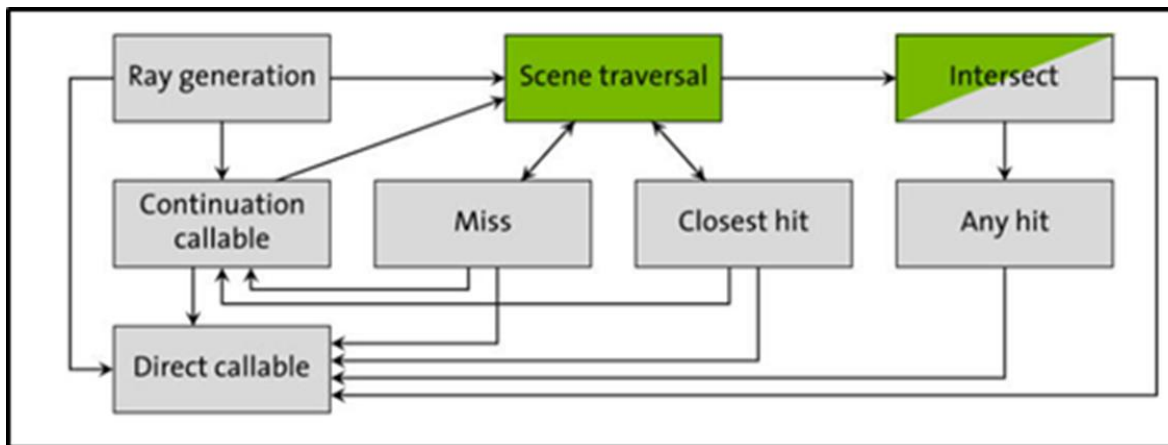 Ray generation
Scene traversal
Intersect
Continuation
callable
Miss
Closest hit
Any hit
Direct callable